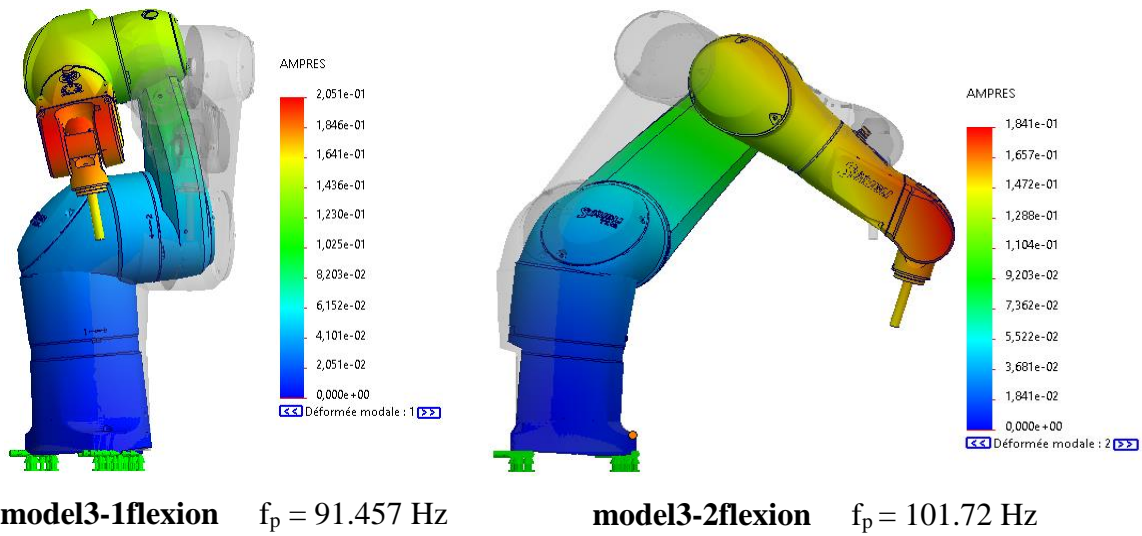 AMPRES
2,051e-01
1,846e-01
1,641e-01
1,436e-01
1,230e-01
1,025e-01
8,203e-02
6,152e-02
4,101e-02
2,051e-02
0,000e+00
<< Déformée modale : 1 >>
AMPRES
1,841e-01
1,657e-01
1,472e-01
1,288e-01
1,104e-01
9,203e-02
7,362e-02
5,522e-02
3,681e-02
1,841e-02
0,000e+00
<< Déformée modale : 2 >>
model3-1flexion fp = 91.457 Hz
model3-2flexion fp = 101.72 Hz